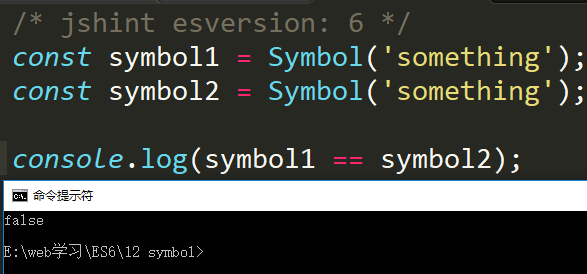 /* jshint esversion: 6 */
const symbol1 = Symbol('something');
const symbol2 = Symbol('something');
console.log(symbol1 == symbol2);
命令提示符
false
E:\web学习\ES6\12 symbol>